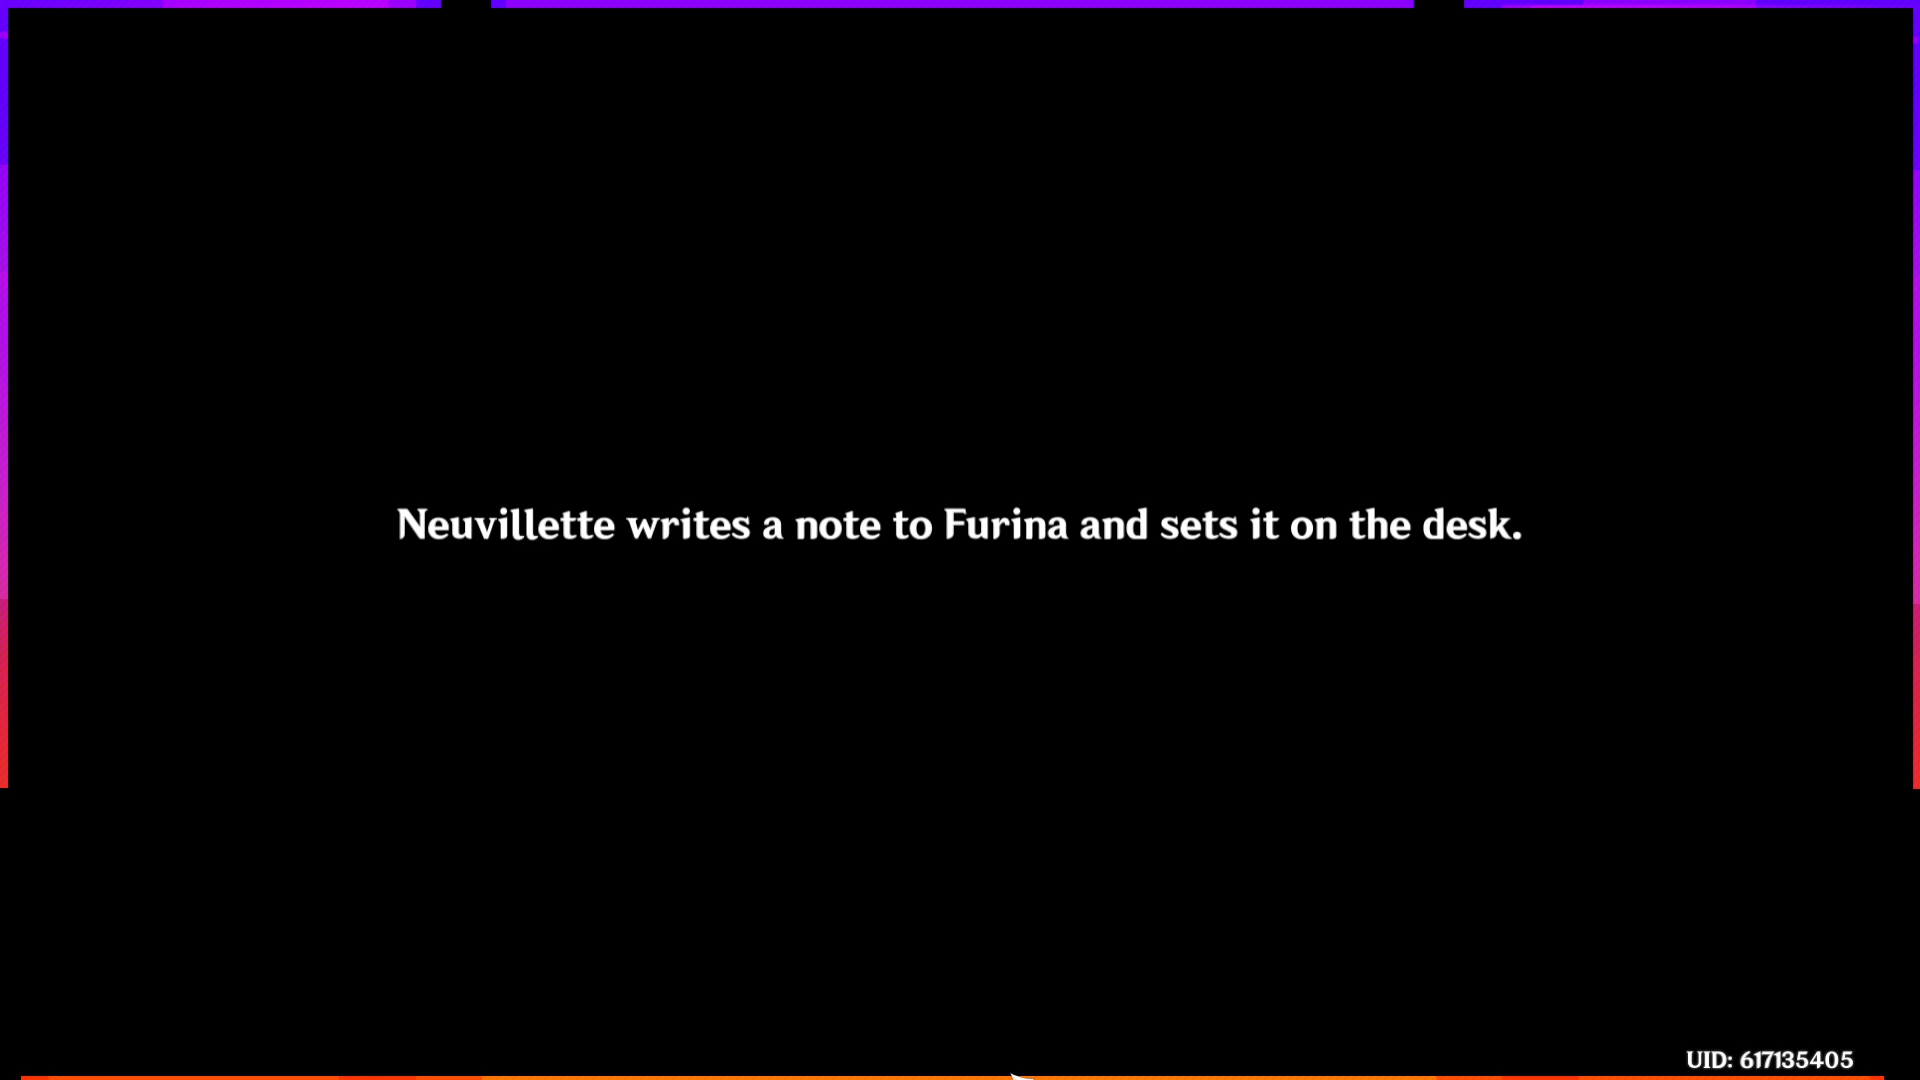 Neuvillette writes a note to Furina and sets it on the desk.
UID: 617135405